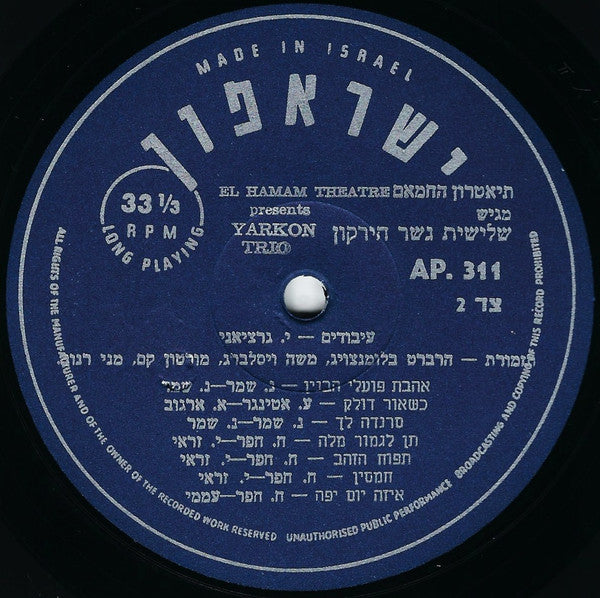 MADE IN ISRAEL
ישראפון
33 1/3
RPM
LONG PLAYING
EL HAMAM THEATRE תיאטרון החמאם
presents מגיש
YARKON שלישית גשר הירקון
TRIO
AP. 311
צד 2
עיבודים – י. גרציאני
תזמורת – הרברט בלומנצויג, משה ויסלברג, מורטון קם, מני רנוי
אהבת פועלי הבנין – נ. שמר–נ. שמר
כשאור דולק – ע. אטינגר–א. ארגוב
סרנדה לך – נ. שמר–נ. שמר
תן לגמור מלה – ח. חפר–י. זראי
תפוח הזהב – ח. חפר–י. זראי
חמסין – ח. חפר–י. זראי
איזה יום יפה – ח. חפר–עממי
ALL RIGHTS OF THE MANUFACTURER AND OF THE OWNER OF THE RECORDED WORK RESERVED UNAUTHORISED PUBLIC PERFORMANCE BROADCASTING AND COPYING OF THIS RECORD PROHIBITED